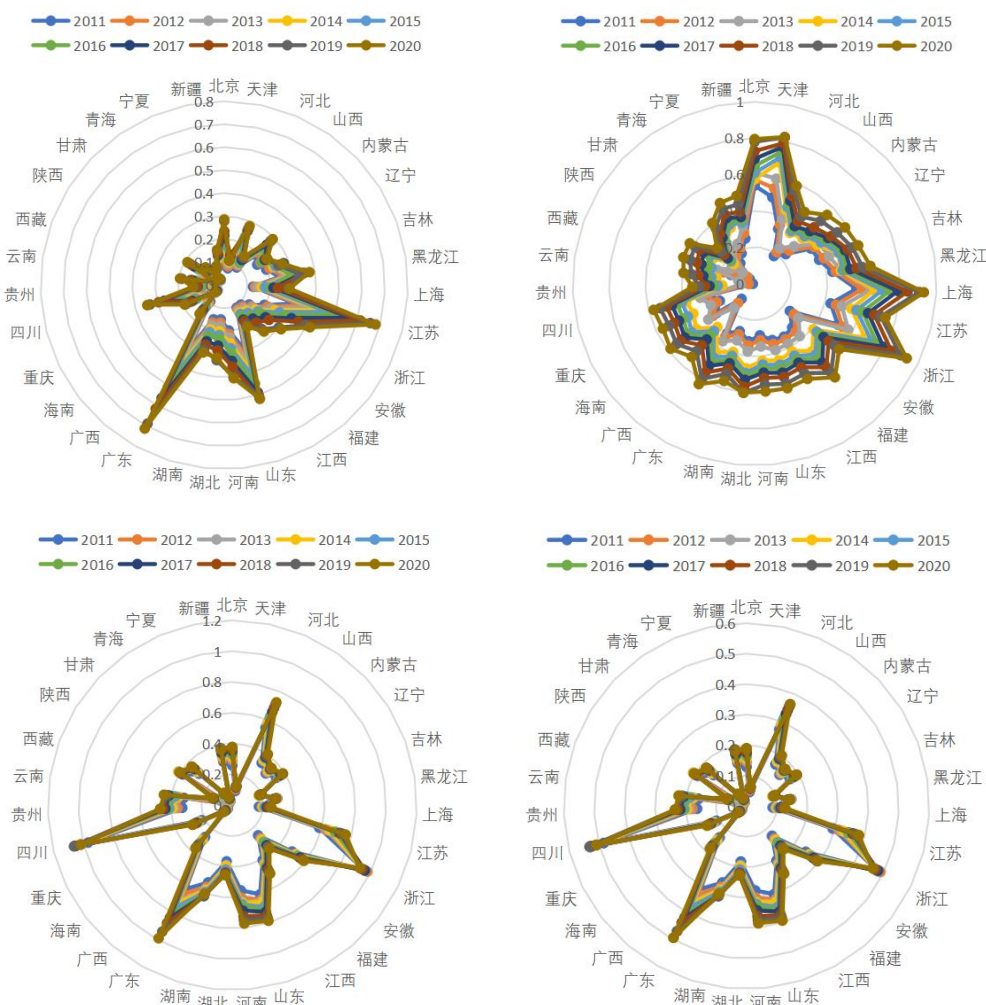 2011 2012 2013 2014 2015
2016 2017 2018 2019 2020
北京
天津
河北
山西
内蒙古
辽宁
吉林
黑龙江
上海
江苏
浙江
安徽
福建
江西
山东
河南
湖北
湖南
广东
广西
海南
重庆
四川
贵州
云南
西藏
陕西
甘肃
青海
宁夏
新疆
0.8
0.7
0.6
0.5
0.4
0.3
0.2
0.1
2011 2012 2013 2014 2015
2016 2017 2018 2019 2020
北京
天津
河北
山西
内蒙古
辽宁
吉林
黑龙江
上海
江苏
浙江
安徽
福建
江西
山东
河南
湖北
湖南
广东
广西
海南
重庆
四川
贵州
云南
西藏
陕西
甘肃
青海
宁夏
新疆
1
0.8
0.6
0.2
0
2011 2012 2013 2014 2015
2016 2017 2018 2019 2020
北京
天津
河北
山西
内蒙古
辽宁
吉林
黑龙江
上海
江苏
浙江
安徽
福建
江西
山东
河南
湖北
湖南
广东
广西
海南
重庆
四川
贵州
云南
西藏
陕西
甘肃
青海
宁夏
新疆
1.2
1
0.8
0.6
0.4
0.2
0
2011 2012 2013 2014 2015
2016 2017 2018 2019 2020
北京
天津
河北
山西
内蒙古
辽宁
吉林
黑龙江
上海
江苏
浙江
安徽
福建
江西
山东
河南
湖北
湖南
广东
广西
海南
重庆
四川
贵州
云南
西藏
陕西
甘肃
青海
宁夏
新疆
0.6
0.5
0.4
0.3
0.2
0.1